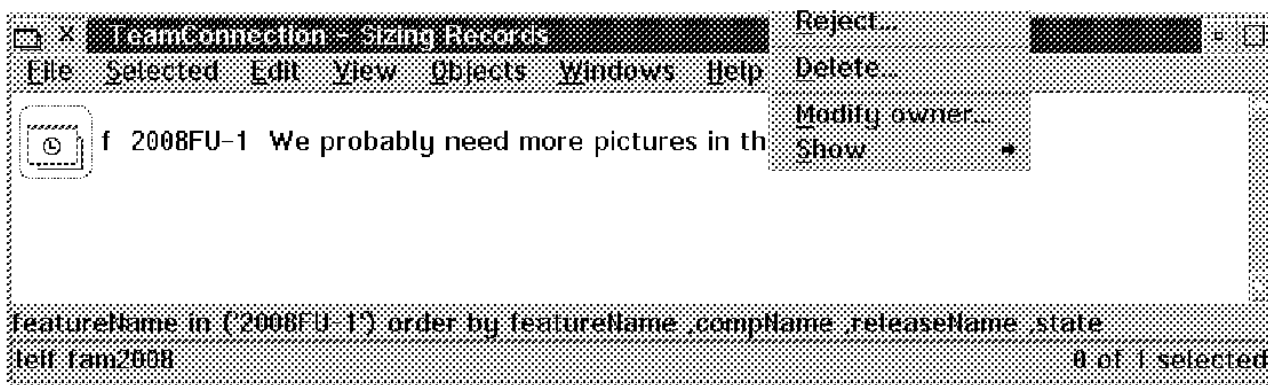 TeamConnection - Sizing Records
File Selected Edit View Objects Windows Help
Reject...
Delete...
Modify owner...
Show
f 2008FU-1 We probably need more pictures in th
featureName in ('2008FU-1') order by featureName ,compName ,releaseName ,state
leif fam2008
0 of 1 selected